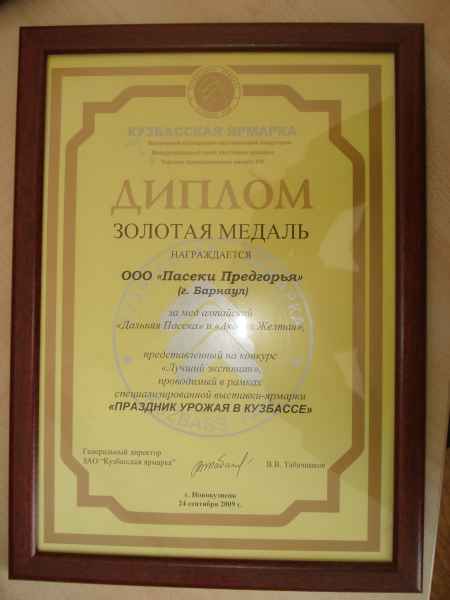 КУЗБАССКАЯ ЯРМАРКА
ДИПЛОМ
ЗОЛОТАЯ МЕДАЛЬ
НАГРАЖДАЕТСЯ
ООО «Пасеки Предгорья»
(г. Барнаул)
за мед алтайский
«Дальняя Пасека» и Желтая»,
представленный на конкурс
«Лучший экспонат»,
проводимый в рамках
специализированной выставки-ярмарки
«ПРАЗДНИК УРОЖАЯ В КУЗБАССЕ»
Генеральный директор
ЗАО "Кузбасская ярмарка"
В.В. Табачников
г. Новокузнецк
24 сентября 2009 г.